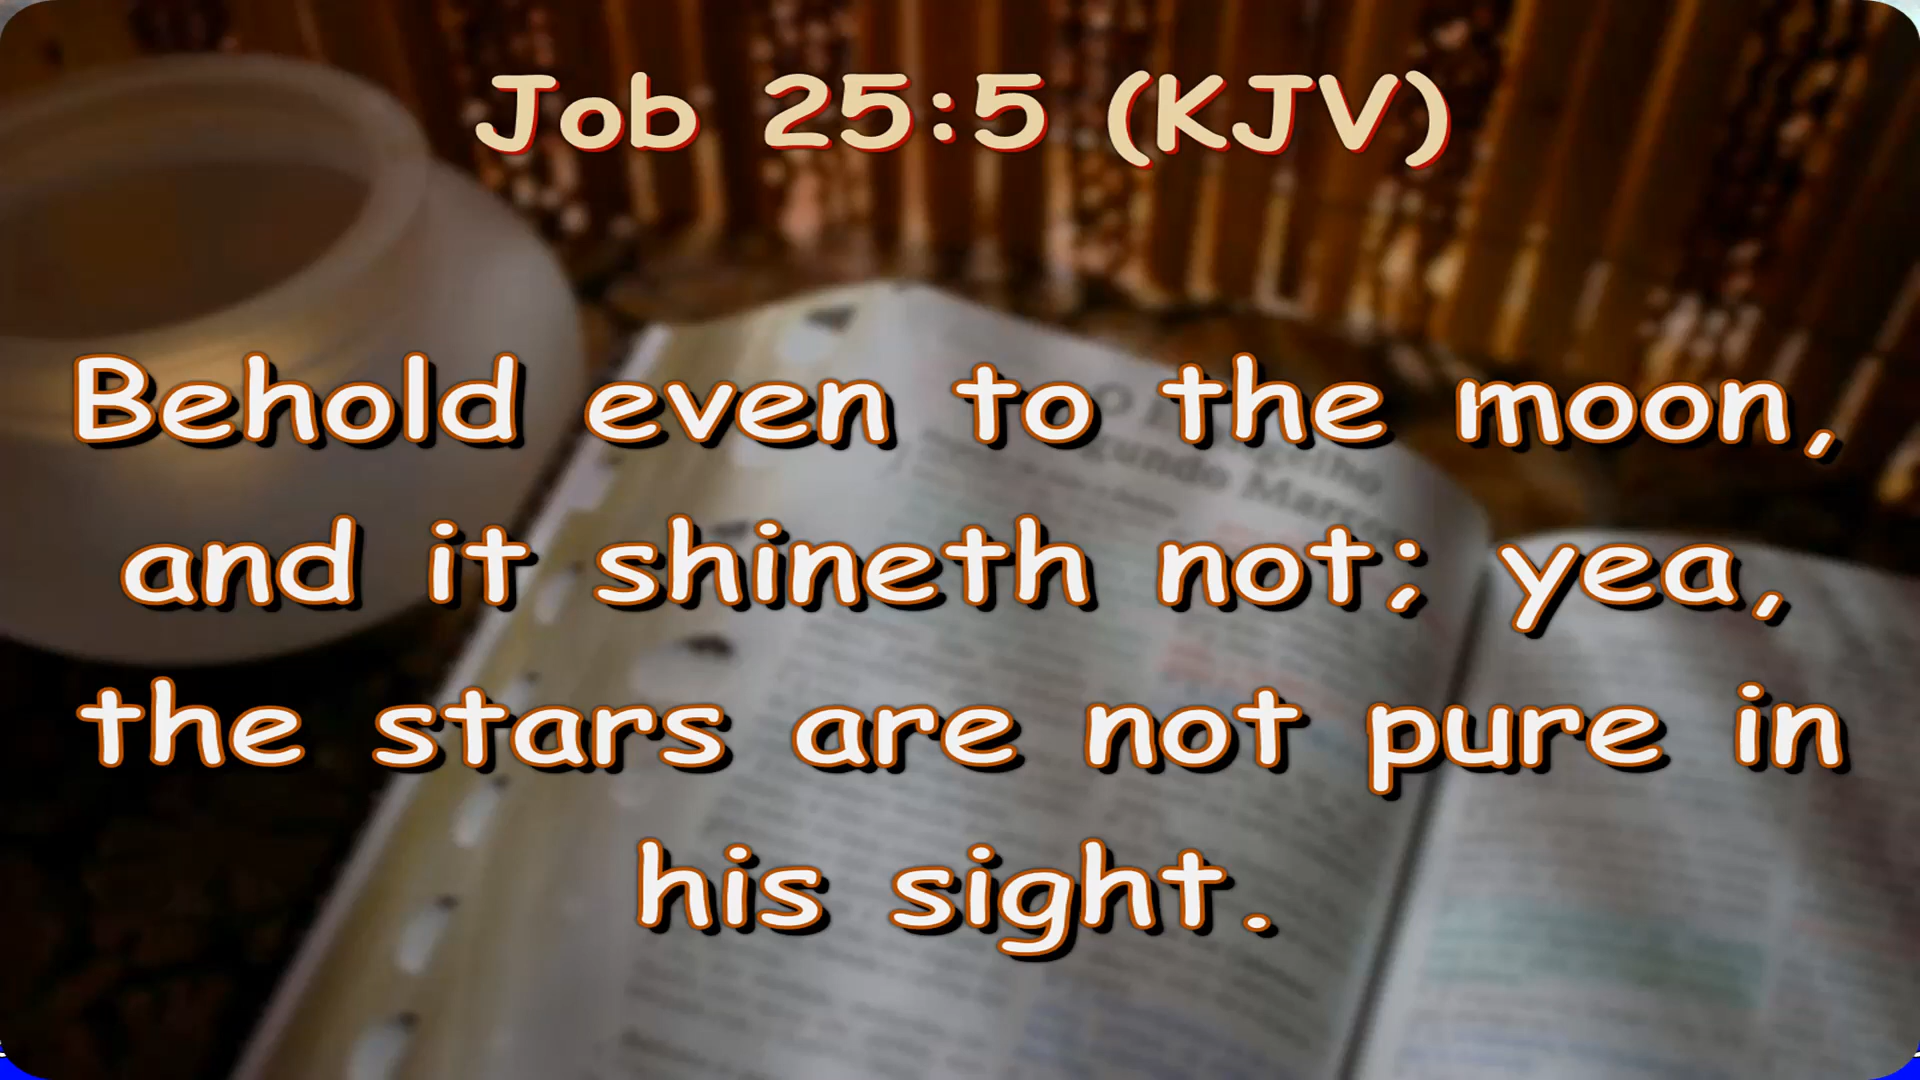 Job 25:5 (KJV)
Behold even to the moon,
and it shineth not; yea,
the stars are not pure in
his sight.